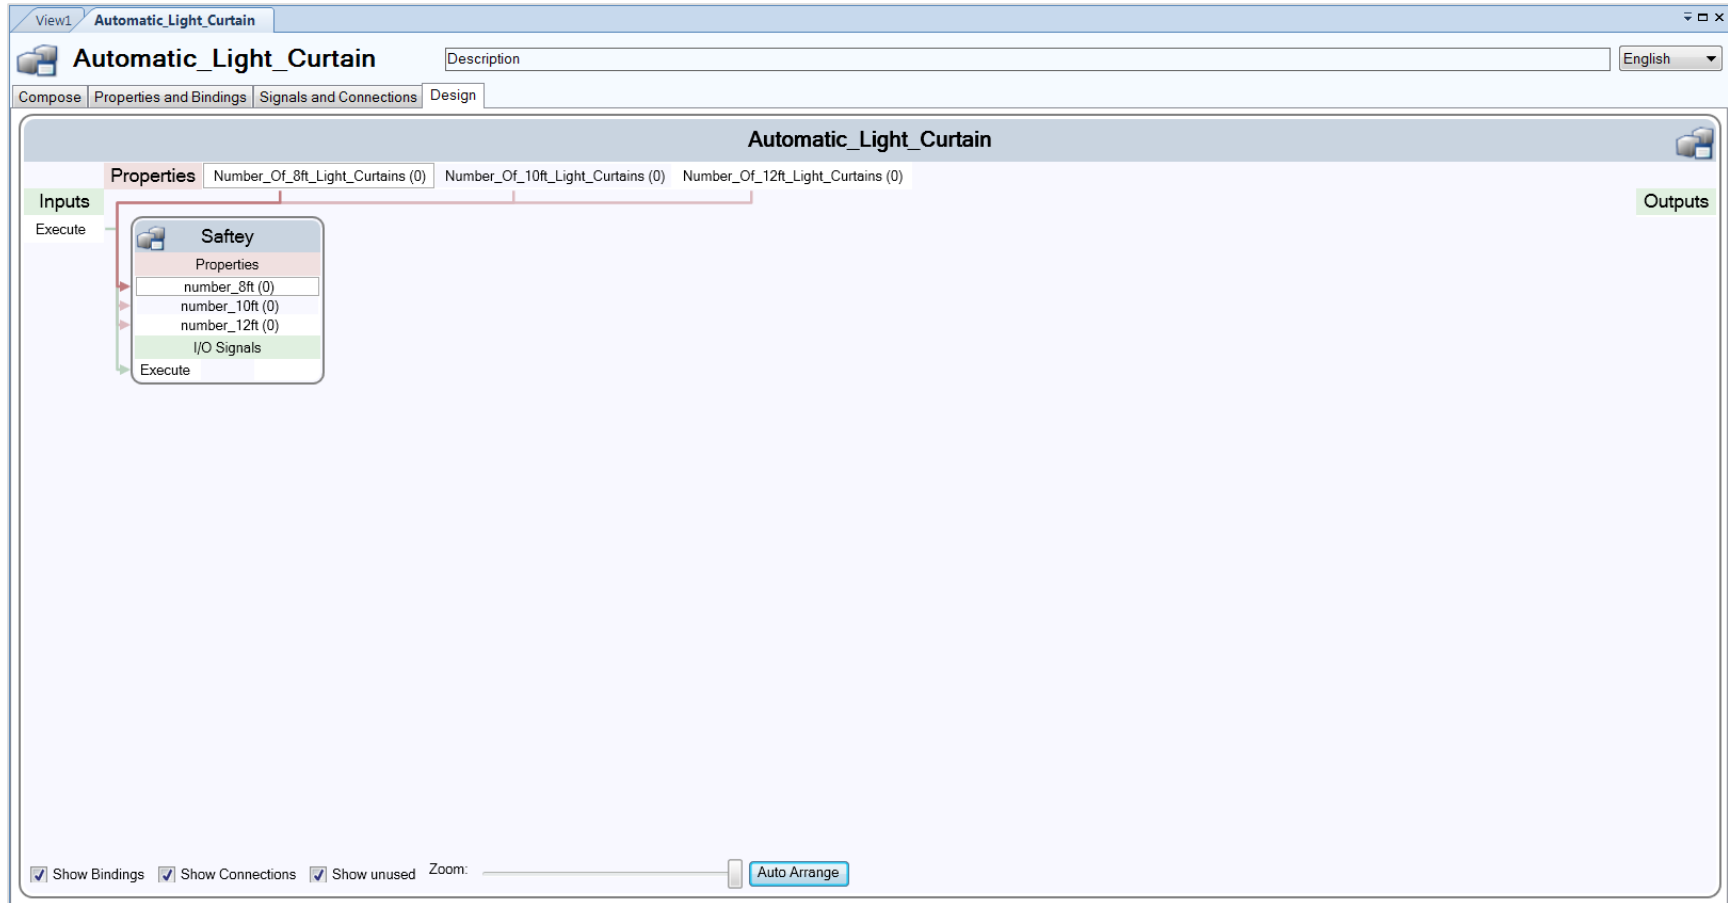 View1 Automatic_Light_Curtain
Automatic_Light_Curtain Description English
Compose Properties and Bindings Signals and Connections Design
Automatic_Light_Curtain
Properties Number_Of_8ft_Light_Curtains (0) Number_Of_10ft_Light_Curtains (0) Number_Of_12ft_Light_Curtains (0)
Inputs Outputs
Execute
Saftey
Properties
number_8ft (0)
number_10ft (0)
number_12ft (0)
I/O Signals
Execute
Show Bindings Show Connections Show unused Zoom: Auto Arrange